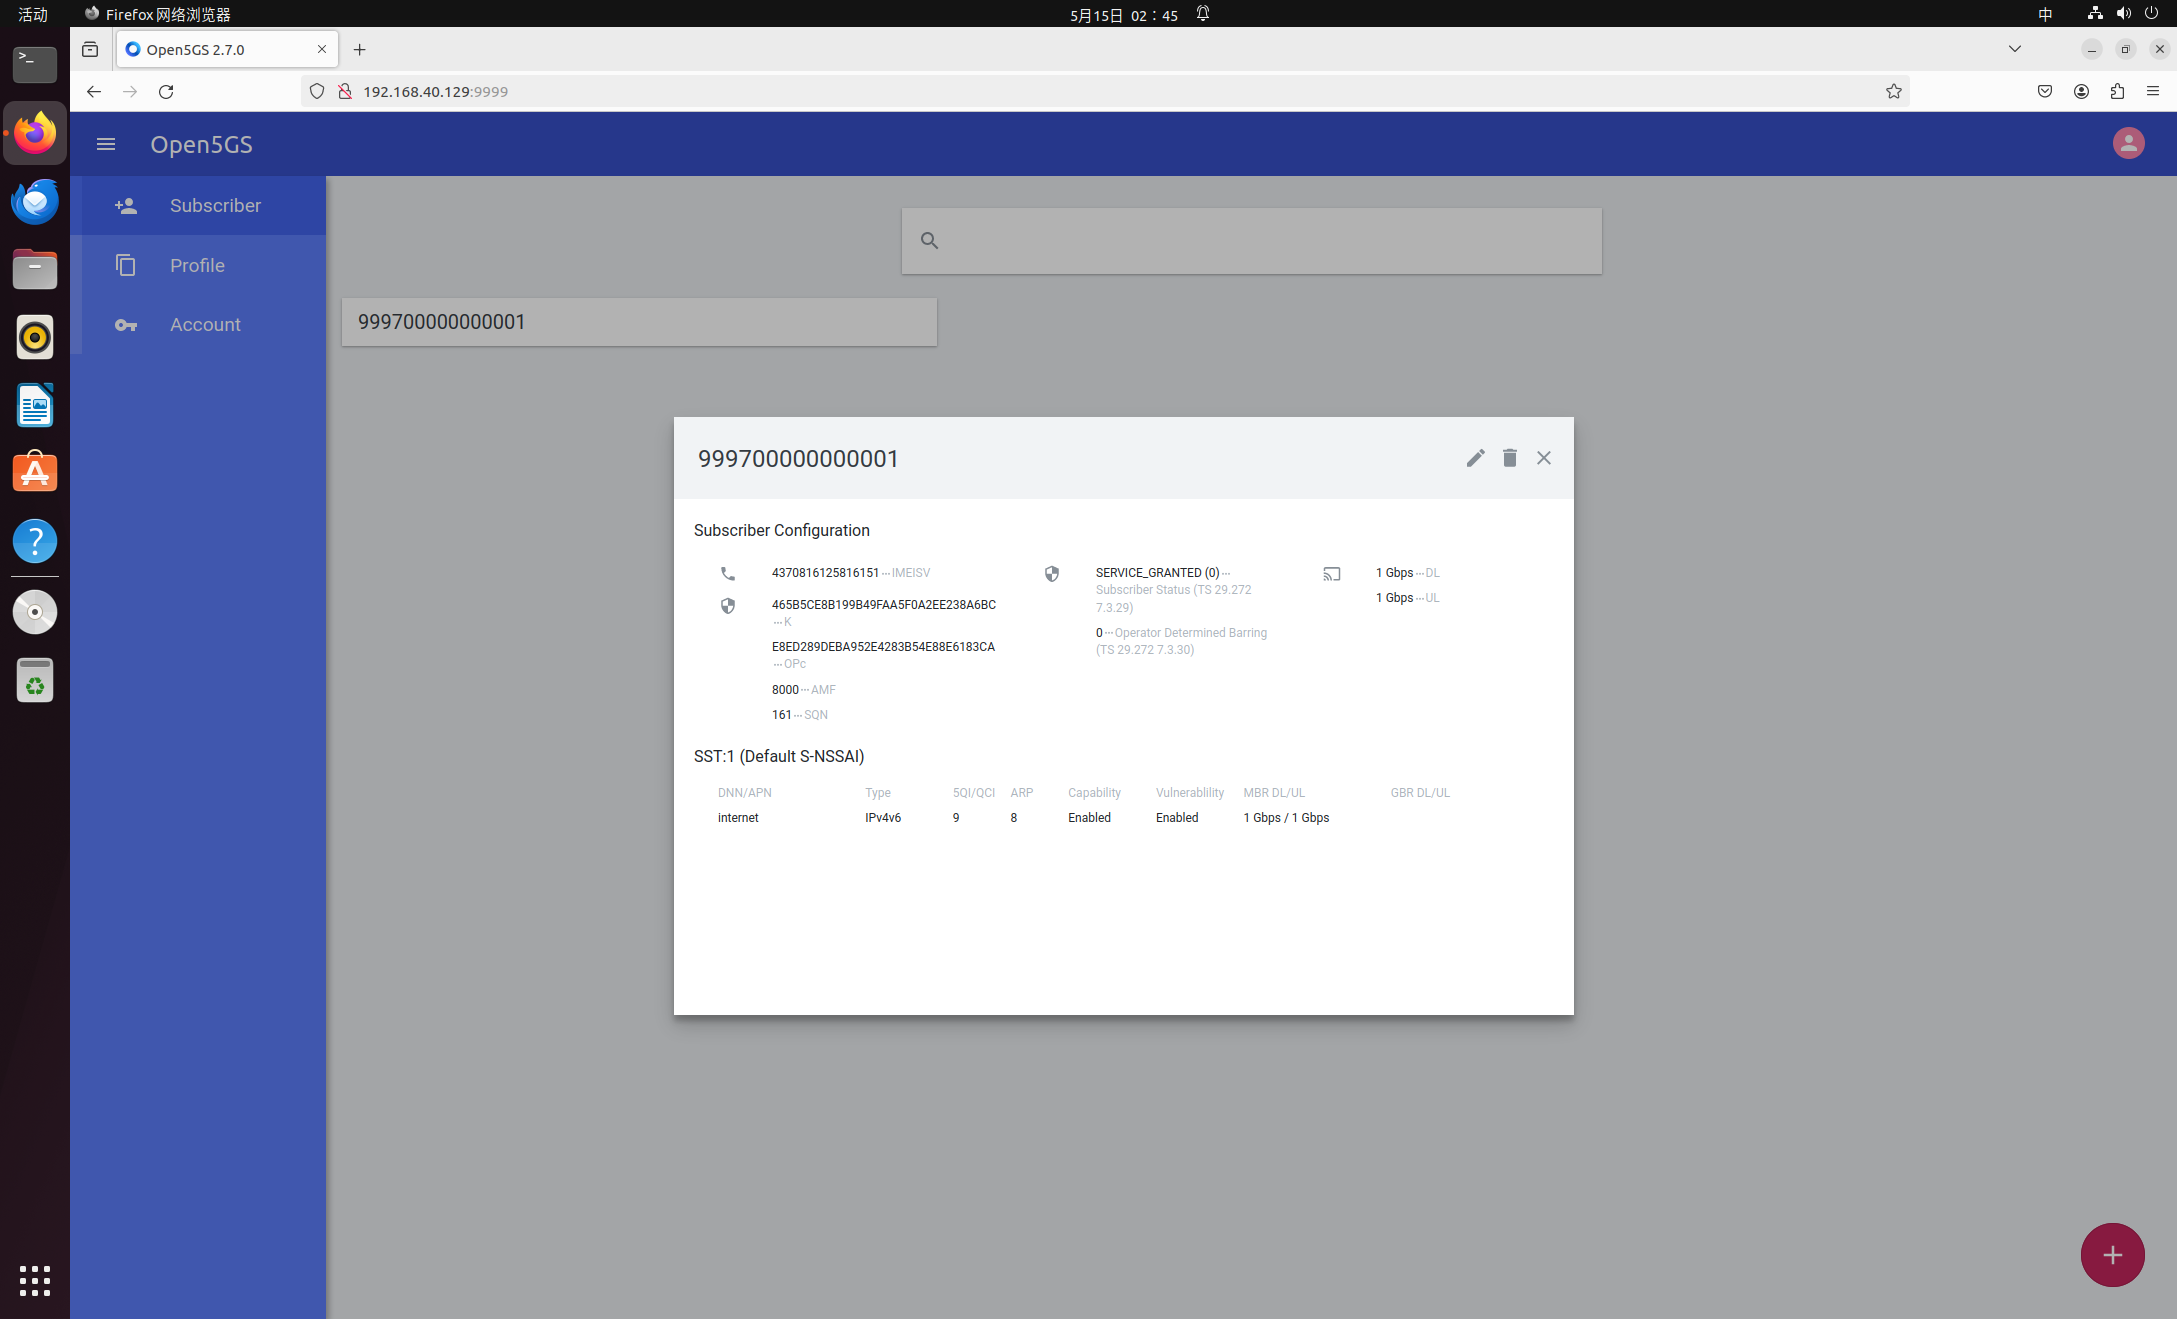 活动
Firefox 网络浏览器
5月15日 02：45
中
Open5GS 2.7.0
192.168.40.129:9999
Open5GS
Subscriber
Profile
Account
999700000000001
999700000000001
Subscriber Configuration
4370816125816151 ··· IMEISV
465B5CE8B199B49FAA5F0A2EE238A6BC
··· K
E8ED289DEBA952E4283B54E88E6183CA
··· OPc
8000 ··· AMF
161 ··· SQN
SERVICE_GRANTED (0) ···
Subscriber Status (TS 29.272
7.3.29)
0 ··· Operator Determined Barring
(TS 29.272 7.3.30)
1 Gbps ··· DL
1 Gbps ··· UL
SST:1 (Default S-NSSAI)
DNN/APN Type 5QI/QCI ARP Capability Vulnerablility MBR DL/UL GBR DL/UL
internet IPv4v6 9 8 Enabled Enabled 1 Gbps / 1 Gbps